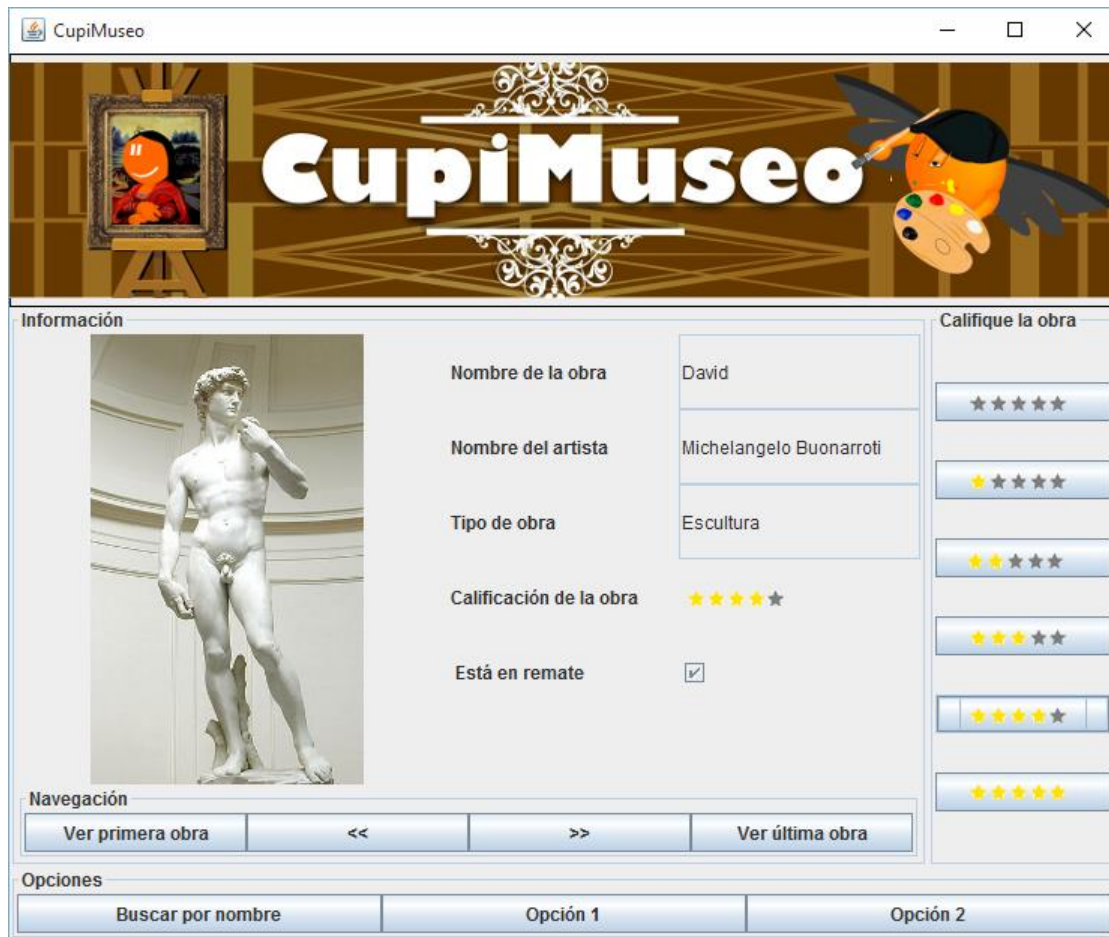 CupiMuseo
CupiMuseo
Información
Califique la obra
Nombre de la obra
David
Nombre del artista
Michelangelo Buonarroti
Tipo de obra
Escultura
Calificación de la obra
Está en remate
Navegación
Ver primera obra
<<
>>
Ver última obra
Opciones
Buscar por nombre
Opción 1
Opción 2